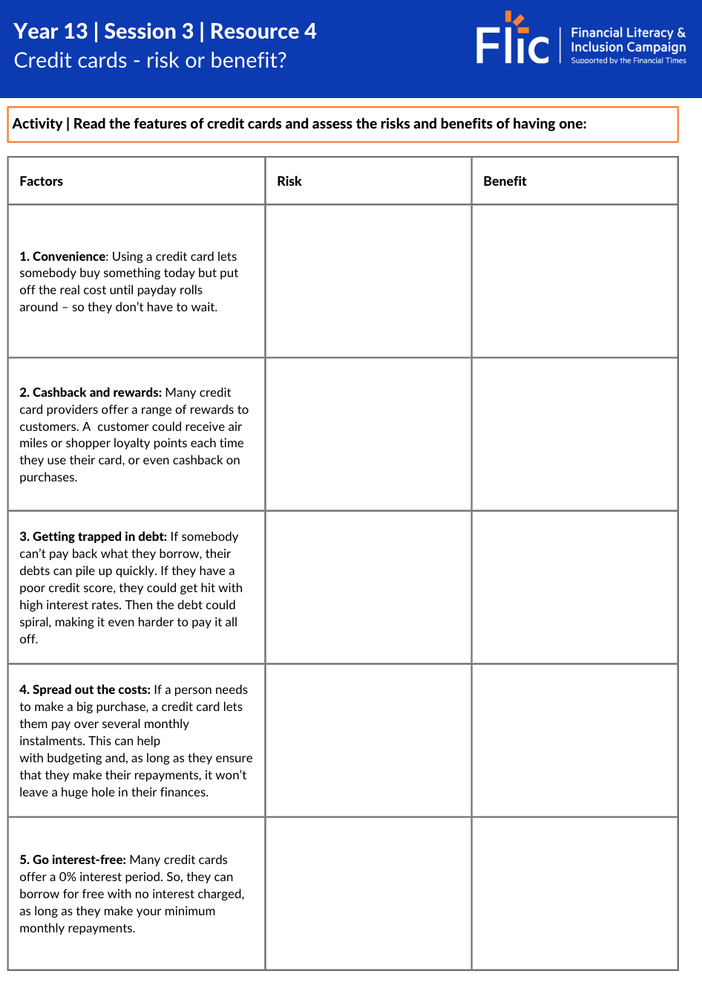 Year 13 | Session 3 | Resource 4
Credit cards - risk or benefit?
Flic
Financial Literacy &
Inclusion Campaign
Supported by the Financial Times
Activity | Read the features of credit cards and assess the risks and benefits of having one:
Factors
Risk
Benefit
1. Convenience: Using a credit card lets
somebody buy something today but put
off the real cost until payday rolls
around – so they don’t have to wait.
2. Cashback and rewards: Many credit
card providers offer a range of rewards to
customers. A  customer could receive air
miles or shopper loyalty points each time
they use their card, or even cashback on
purchases.
3. Getting trapped in debt: If somebody
can’t pay back what they borrow, their
debts can pile up quickly. If they have a
poor credit score, they could get hit with
high interest rates. Then the debt could
spiral, making it even harder to pay it all
off.
4. Spread out the costs: If a person needs
to make a big purchase, a credit card lets
them pay over several monthly
instalments. This can help
with budgeting and, as long as they ensure
that they make their repayments, it won’t
leave a huge hole in their finances.
5. Go interest-free: Many credit cards
offer a 0% interest period. So, they can
borrow for free with no interest charged,
as long as they make your minimum
monthly repayments.